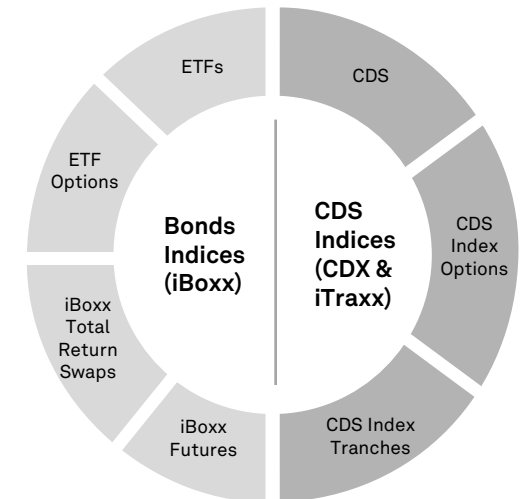 ETFs
CDS
ETF
Options
CDS
Index
Options
Bonds
Indices
(iBoxx)
CDS
Indices
(CDX &
iTraxx)
iBoxx
Total
Return
Swaps
iBoxx
Futures
CDS Index
Tranches